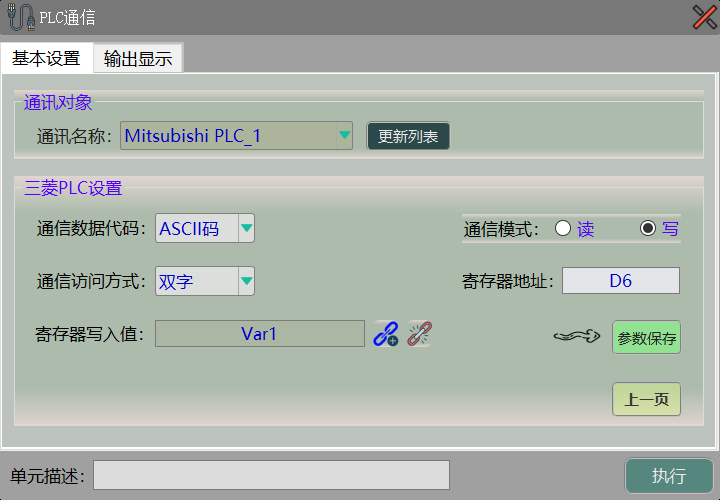 PLC通信
基本设置 输出显示
通讯对象
通讯名称: Mitsubishi PLC_1 更新列表
三菱PLC设置
通信数据代码: ASCII码 通信模式: 读 写
通信访问方式: 双字 寄存器地址: D6
寄存器写入值: Var1 参数保存
上一页
单元描述: 执行